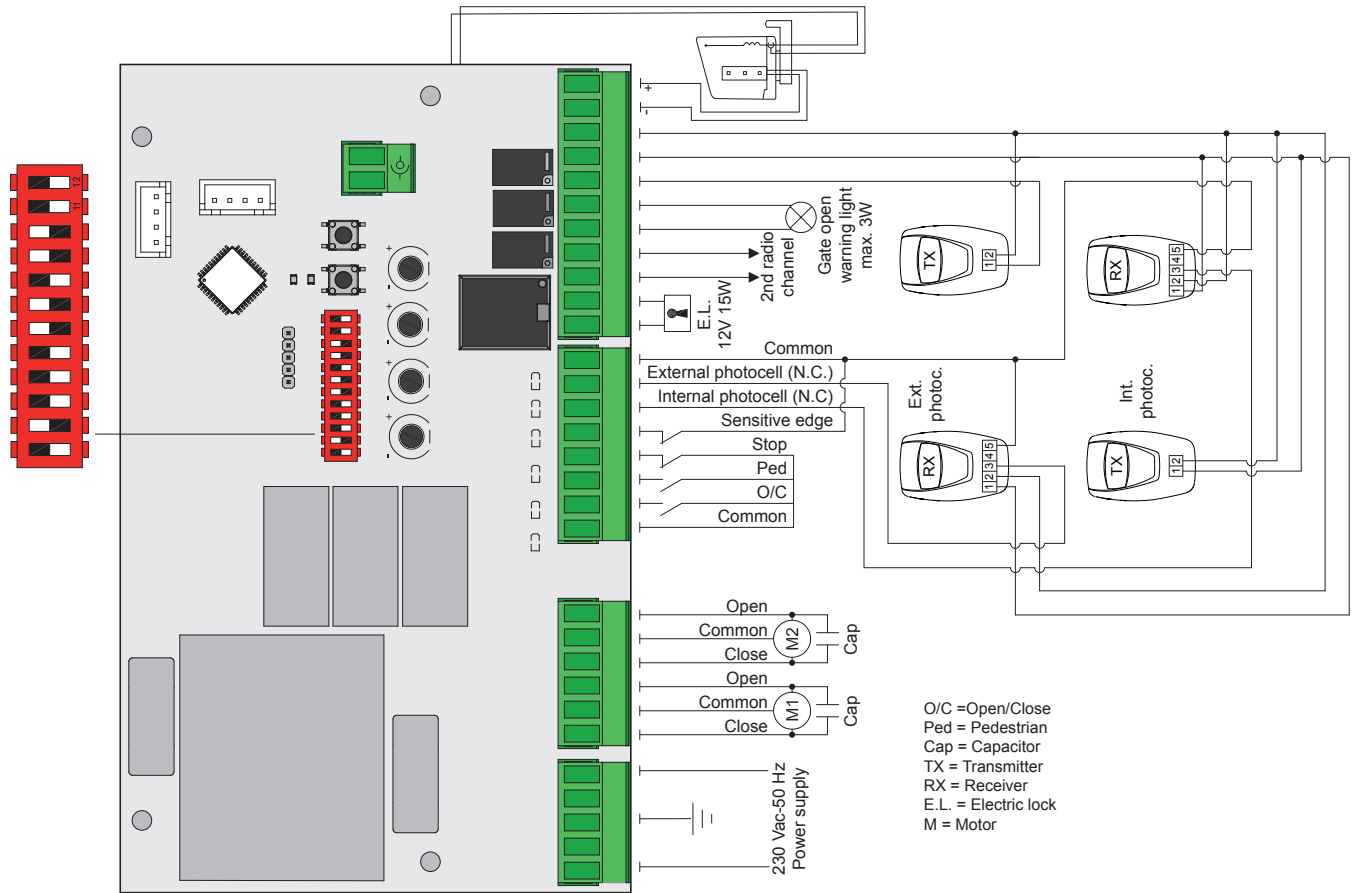 12
11
+
-
+
-
+
-
+
-
+
-
Gate open
warning light
max. 3W
2nd radio
channel
E.L.
12V 15W
Common
External photocell (N.C.)
Internal photocell (N.C)
Sensitive edge
Stop
Ped
O/C
Common
TX
1 2
RX
1 2 3 4 5
Ext.
photoc.
Int.
photoc.
RX
1 2 3 4 5
TX
1 2
Open
Common
Close
M2
Cap
Open
Common
Close
M1
Cap
230 Vac-50 Hz
Power supply
O/C =Open/Close
Ped = Pedestrian
Cap = Capacitor
TX = Transmitter
RX = Receiver
E.L. = Electric lock
M = Motor